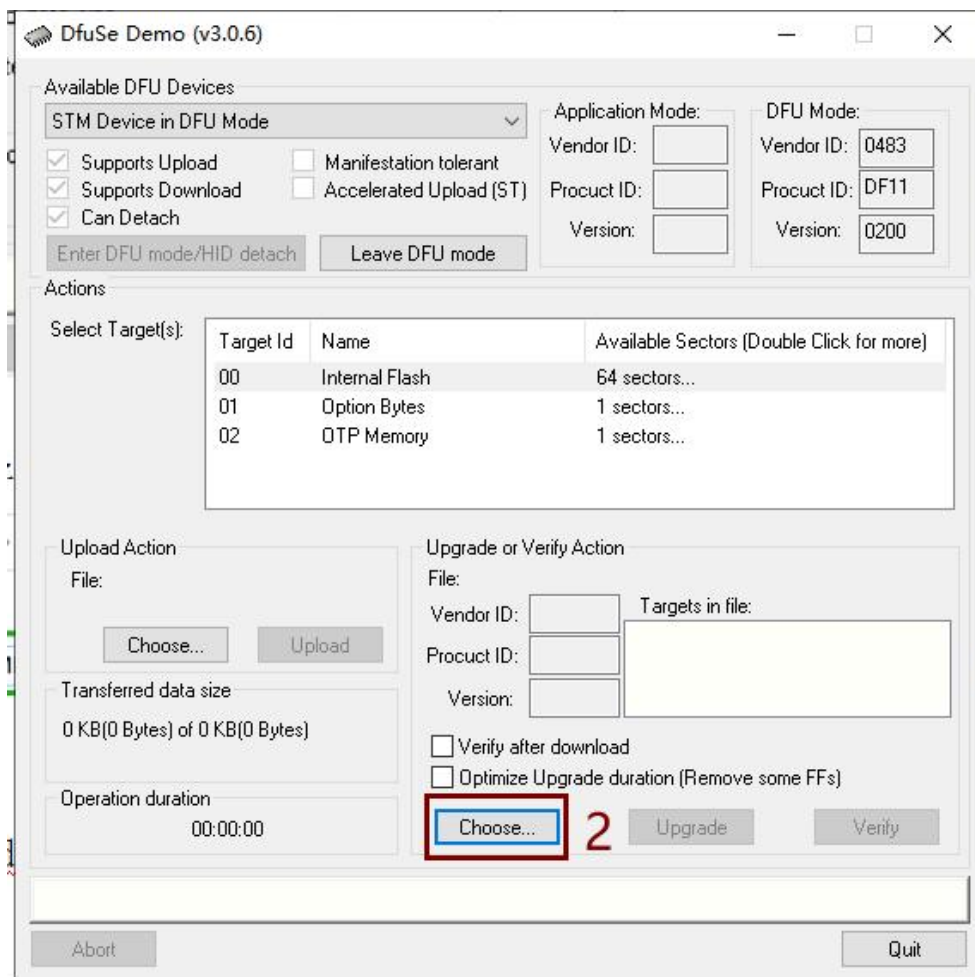 DfuSe Demo (v3.0.6)
Available DFU Devices
STM Device in DFU Mode
Supports Upload
Manifestation tolerant
Supports Download
Accelerated Upload (ST)
Can Detach
Enter DFU mode/HID detach
Leave DFU mode
Application Mode:
Vendor ID:
Procuct ID:
Version:
DFU Mode:
Vendor ID: 0483
Procuct ID: DF11
Version: 0200
Actions
Select Target(s):
Target Id Name Available Sectors (Double Click for more)
00 Internal Flash 64 sectors...
01 Option Bytes 1 sectors...
02 OTP Memory 1 sectors...
Upload Action
File:
Choose... Upload
Transferred data size
0 KB(0 Bytes) of 0 KB(0 Bytes)
Operation duration
00:00:00
Upgrade or Verify Action
File:
Vendor ID:
Procuct ID:
Version:
Targets in file:
Verify after download
Optimize Upgrade duration (Remove some FFs)
Choose... 2 Upgrade Verify
Abort Quit